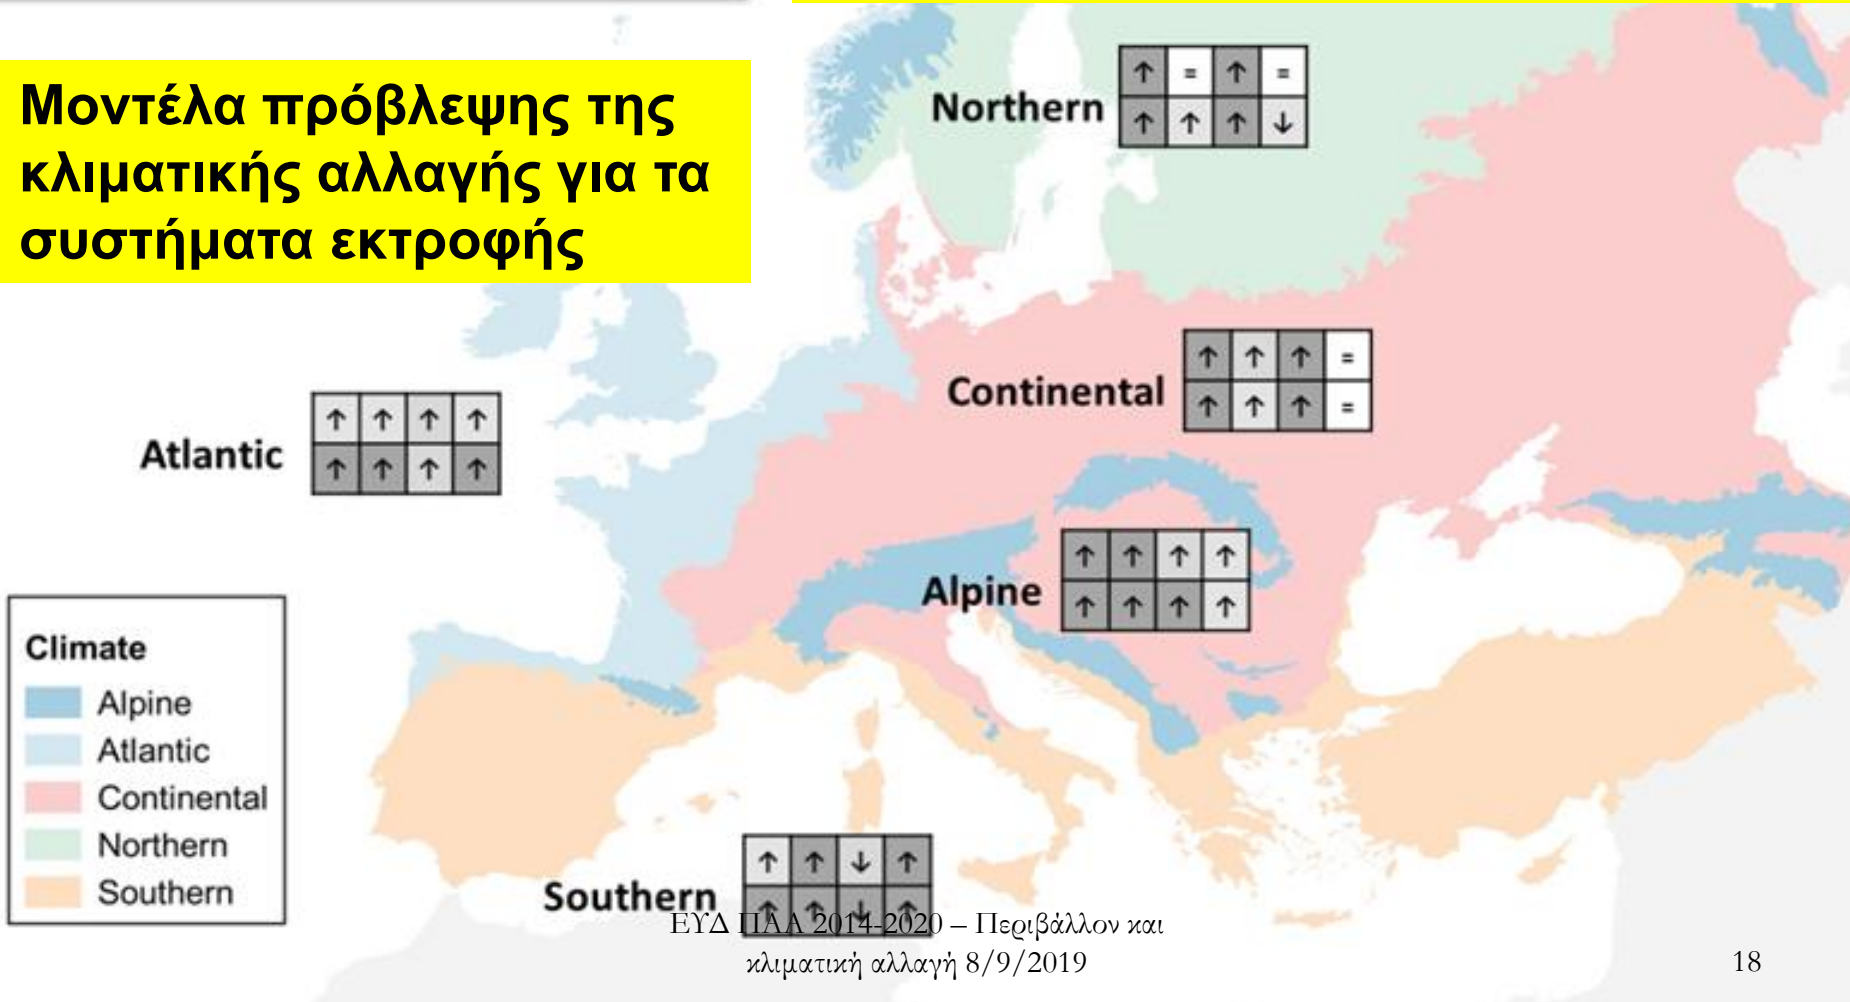 Μοντέλα πρόβλεψης της
κλιματικής αλλαγής για τα
συστήματα εκτροφής
Northern
↑ = ↑ =
↑ ↑ ↑ ↓
Continental
↑ ↑ ↑ =
↑ ↑ ↑ =
Atlantic
↑ ↑ ↑ ↑
↑ ↑ ↑ ↑
Alpine
↑ ↑ ↑ ↑
↑ ↑ ↑ ↑
Climate
Alpine
Atlantic
Continental
Northern
Southern
Southern
↑ ↑ ↓ ↑
↑ ↑ ↓ ↑
ΕΥΔ ΠΑΑ 2014-2020 – Περιβάλλον και
κλιματική αλλαγή 8/9/2019
18